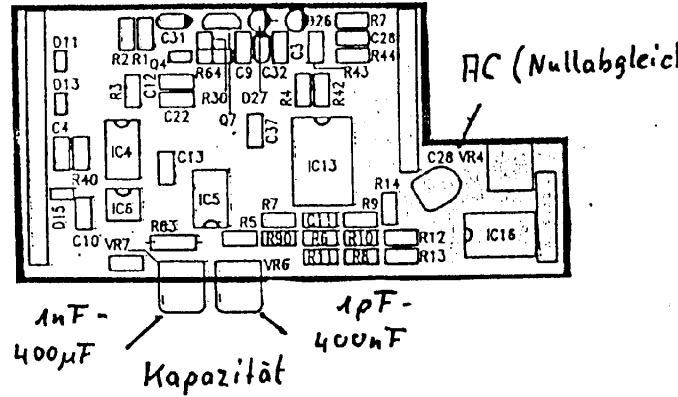 D11
D13
C4
R40
D15
C10
R2
R1
C31
Q4
R3
C12
C22
R64
R30
C9
C32
D27
Q7
C3
R7
C28
R44
R43
R4
R42
C37
IC4
IC6
C13
IC5
IC13
R83
R5
VR7
VR6
R7
C11
R9
R90
R6
R10
R11
R8
R14
R12
R13
C28
VR4
IC16
AC (Nullabgleich
1nF -
400µF
1pF -
400nF
Kapazität